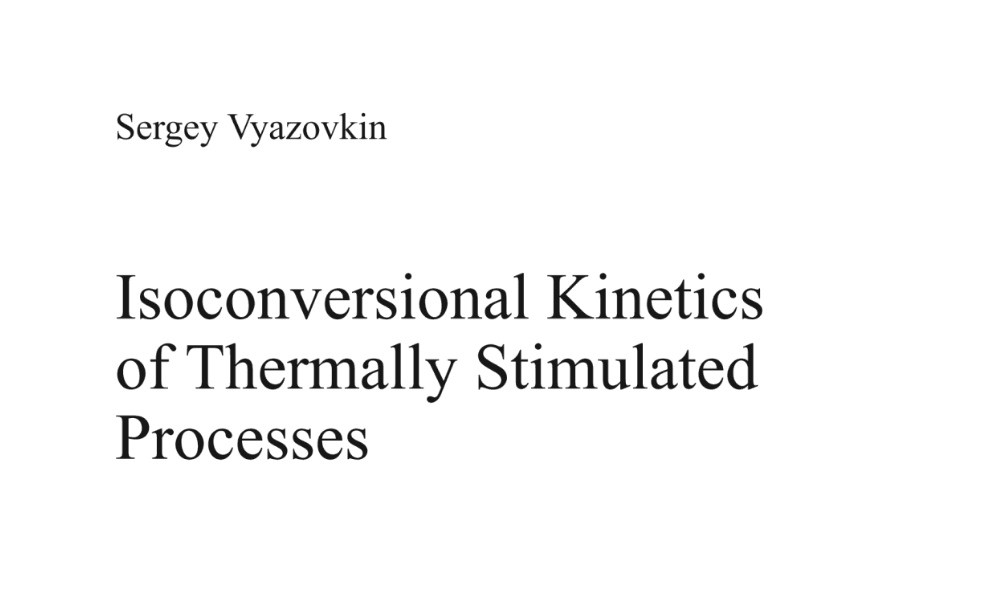 Sergey Vyazovkin
Isoconversional Kinetics
of Thermally Stimulated
Processes